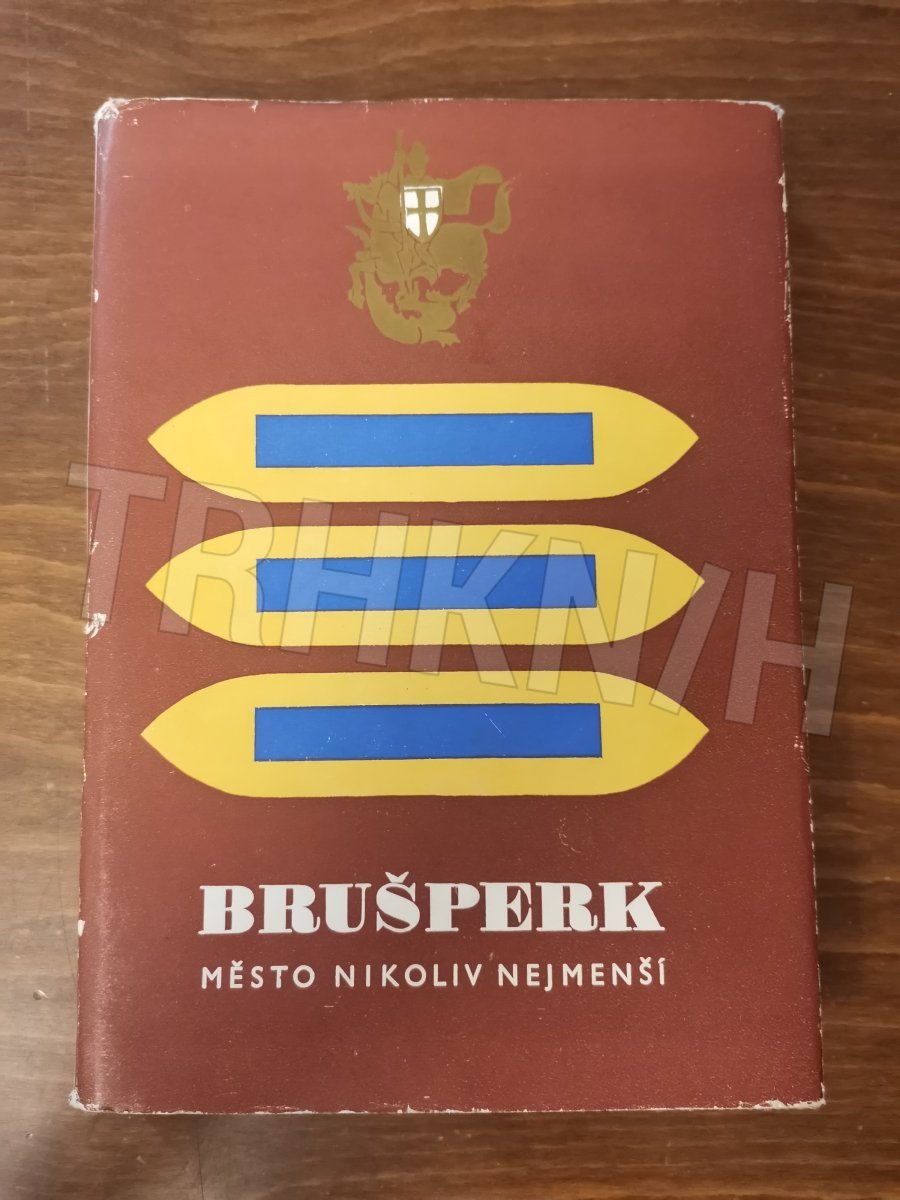 TRHKNIH
BRUŠPERK
MĚSTO NIKOLIV NEJMENŠÍ